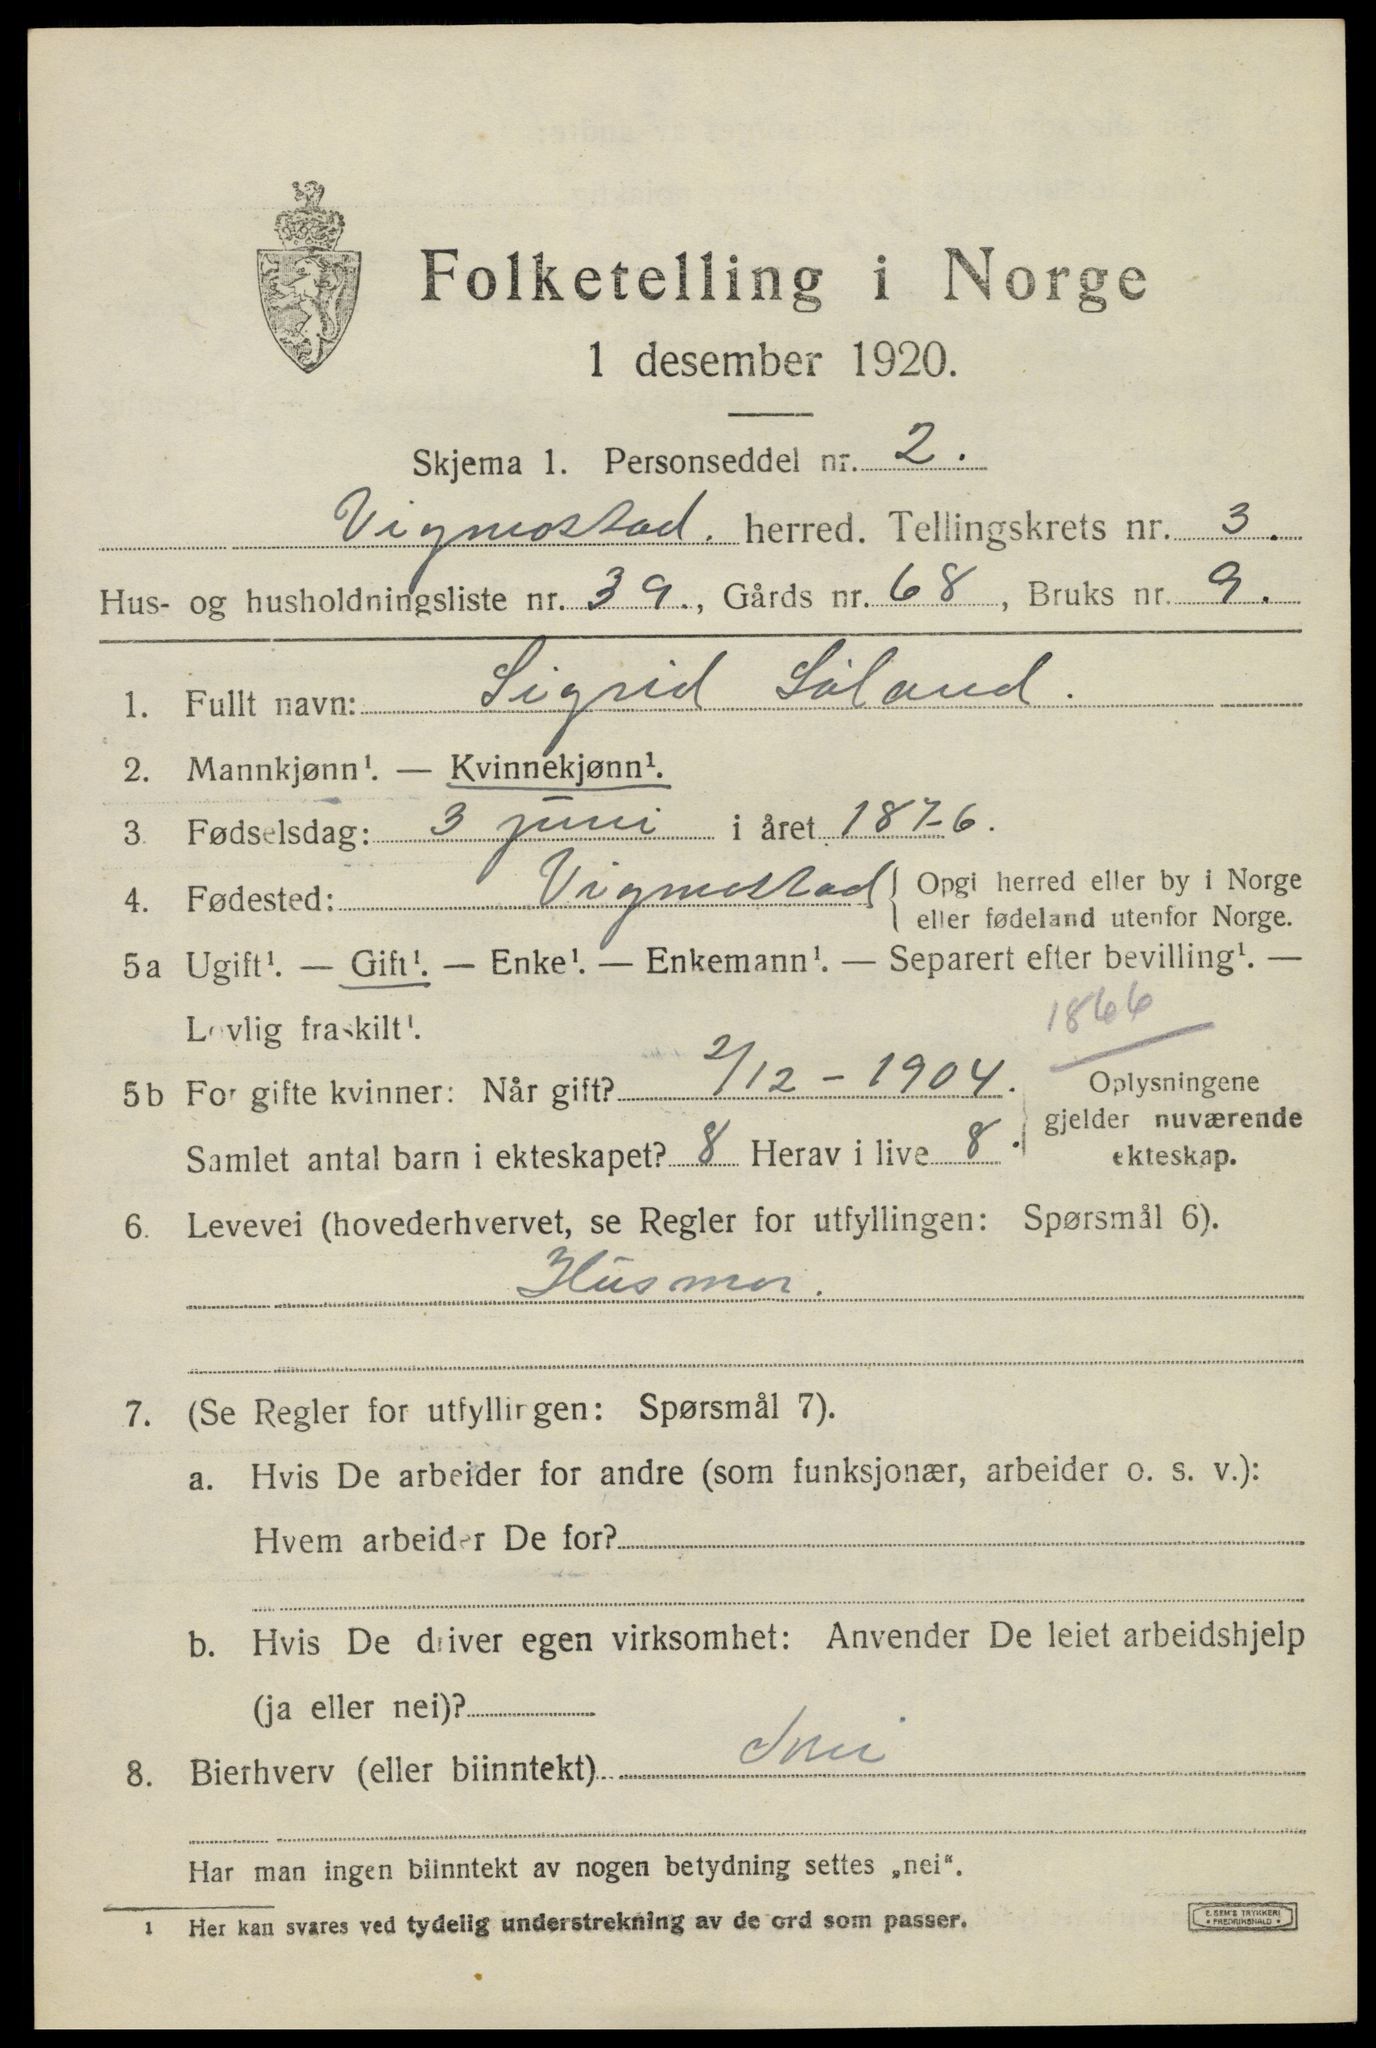 Folketelling i Norge
1 desember 1920.
Skjema 1. Personseddel nr. 2.
Vigmostad. herred. Tellingskrets nr. 3.
Hus- og husholdningsliste nr. 39., Gårds nr. 68, Bruks nr. 9.
1. Fullt navn: Sigrid Såland.
2. Mannkjønn¹. — Kvinnekjønn¹.
3. Fødselsdag: 3 juni i året 1876.
4. Fødested: Vigmostad { Opgi herred eller by i Norge
eller fødeland utenfor Norge.
5a Ugift¹. — Gift¹. — Enke¹. — Enkemann¹. — Separert efter bevilling¹. —
Lovlig fraskilt¹.
1866
5b For gifte kvinner: Når gift? 2/12 - 1904. Oplysningene
gjelder nuværende
Samlet antal barn i ekteskapet? 8 Herav i live 8. ekteskap.
6. Levevei (hovederhvervet, se Regler for utfyllingen: Spørsmål 6).
Husmor.
7. (Se Regler for utfyllingen: Spørsmål 7).
a. Hvis De arbeider for andre (som funksjonær, arbeider o. s. v.):
Hvem arbeider De for?
b. Hvis De driver egen virksomhet: Anvender De leiet arbeidshjelp
(ja eller nei)?
8. Bierhverv (eller biinntekt)
Har man ingen biinntekt av nogen betydning settes „nei“.
1 Her kan svares ved tydelig understrekning av de ord som passer.
E. SEM'S TRYKKERI
• FREDRIKSHALD •